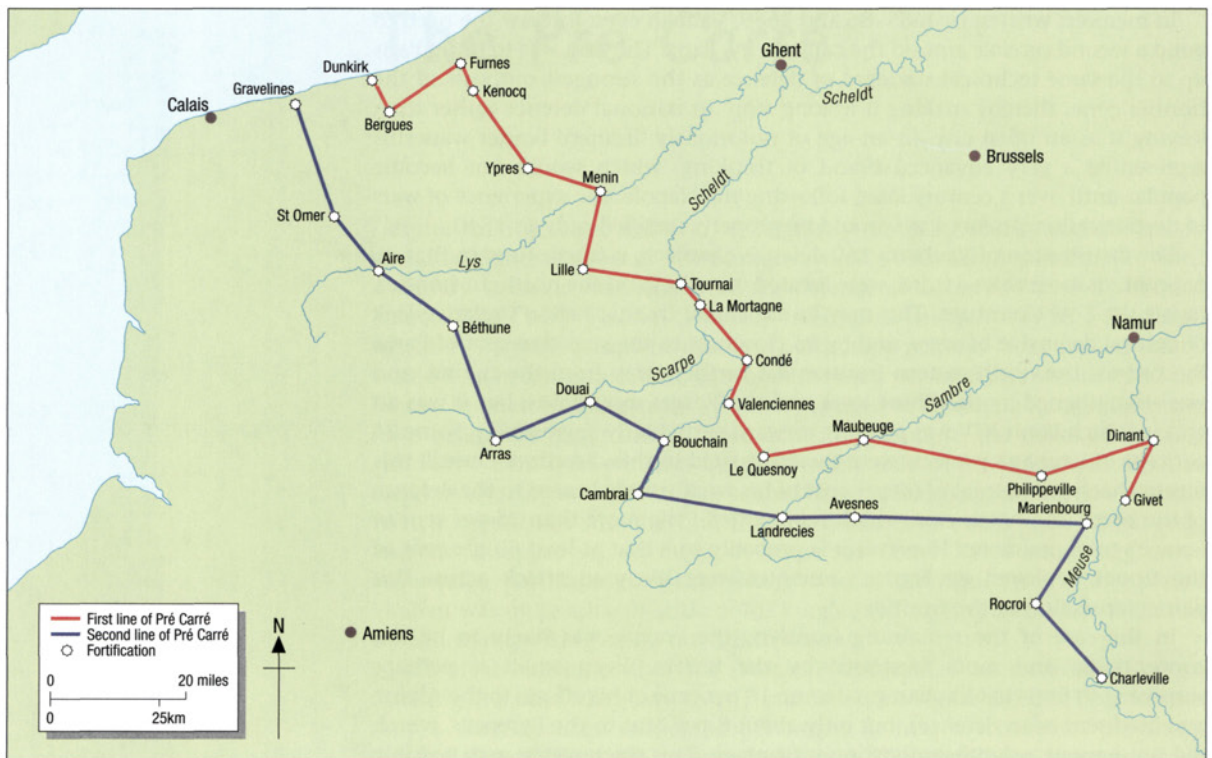 Ghent
Dunkirk
Furnes
Gravelines
Kenocq
Scheldt
Calais
Bergues
Brussels
Ypres
Menin
Scheldt
St Omer
Aire
Lys
Lille
Tournai
La Mortagne
Béthune
Namur
Condé
Scarpe
Douai
Sambre
Valenciennes
Maubeuge
Bouchain
Dinant
Arras
Le Quesnoy
Philippeville
Cambrai
Givet
Avesnes
Marienbourg
Landrecies
Meuse
Rocroi
First line of Pré Carré
Second line of Pré Carré
Fortification
0 20 miles
0 25km
N
Amiens
Charleville